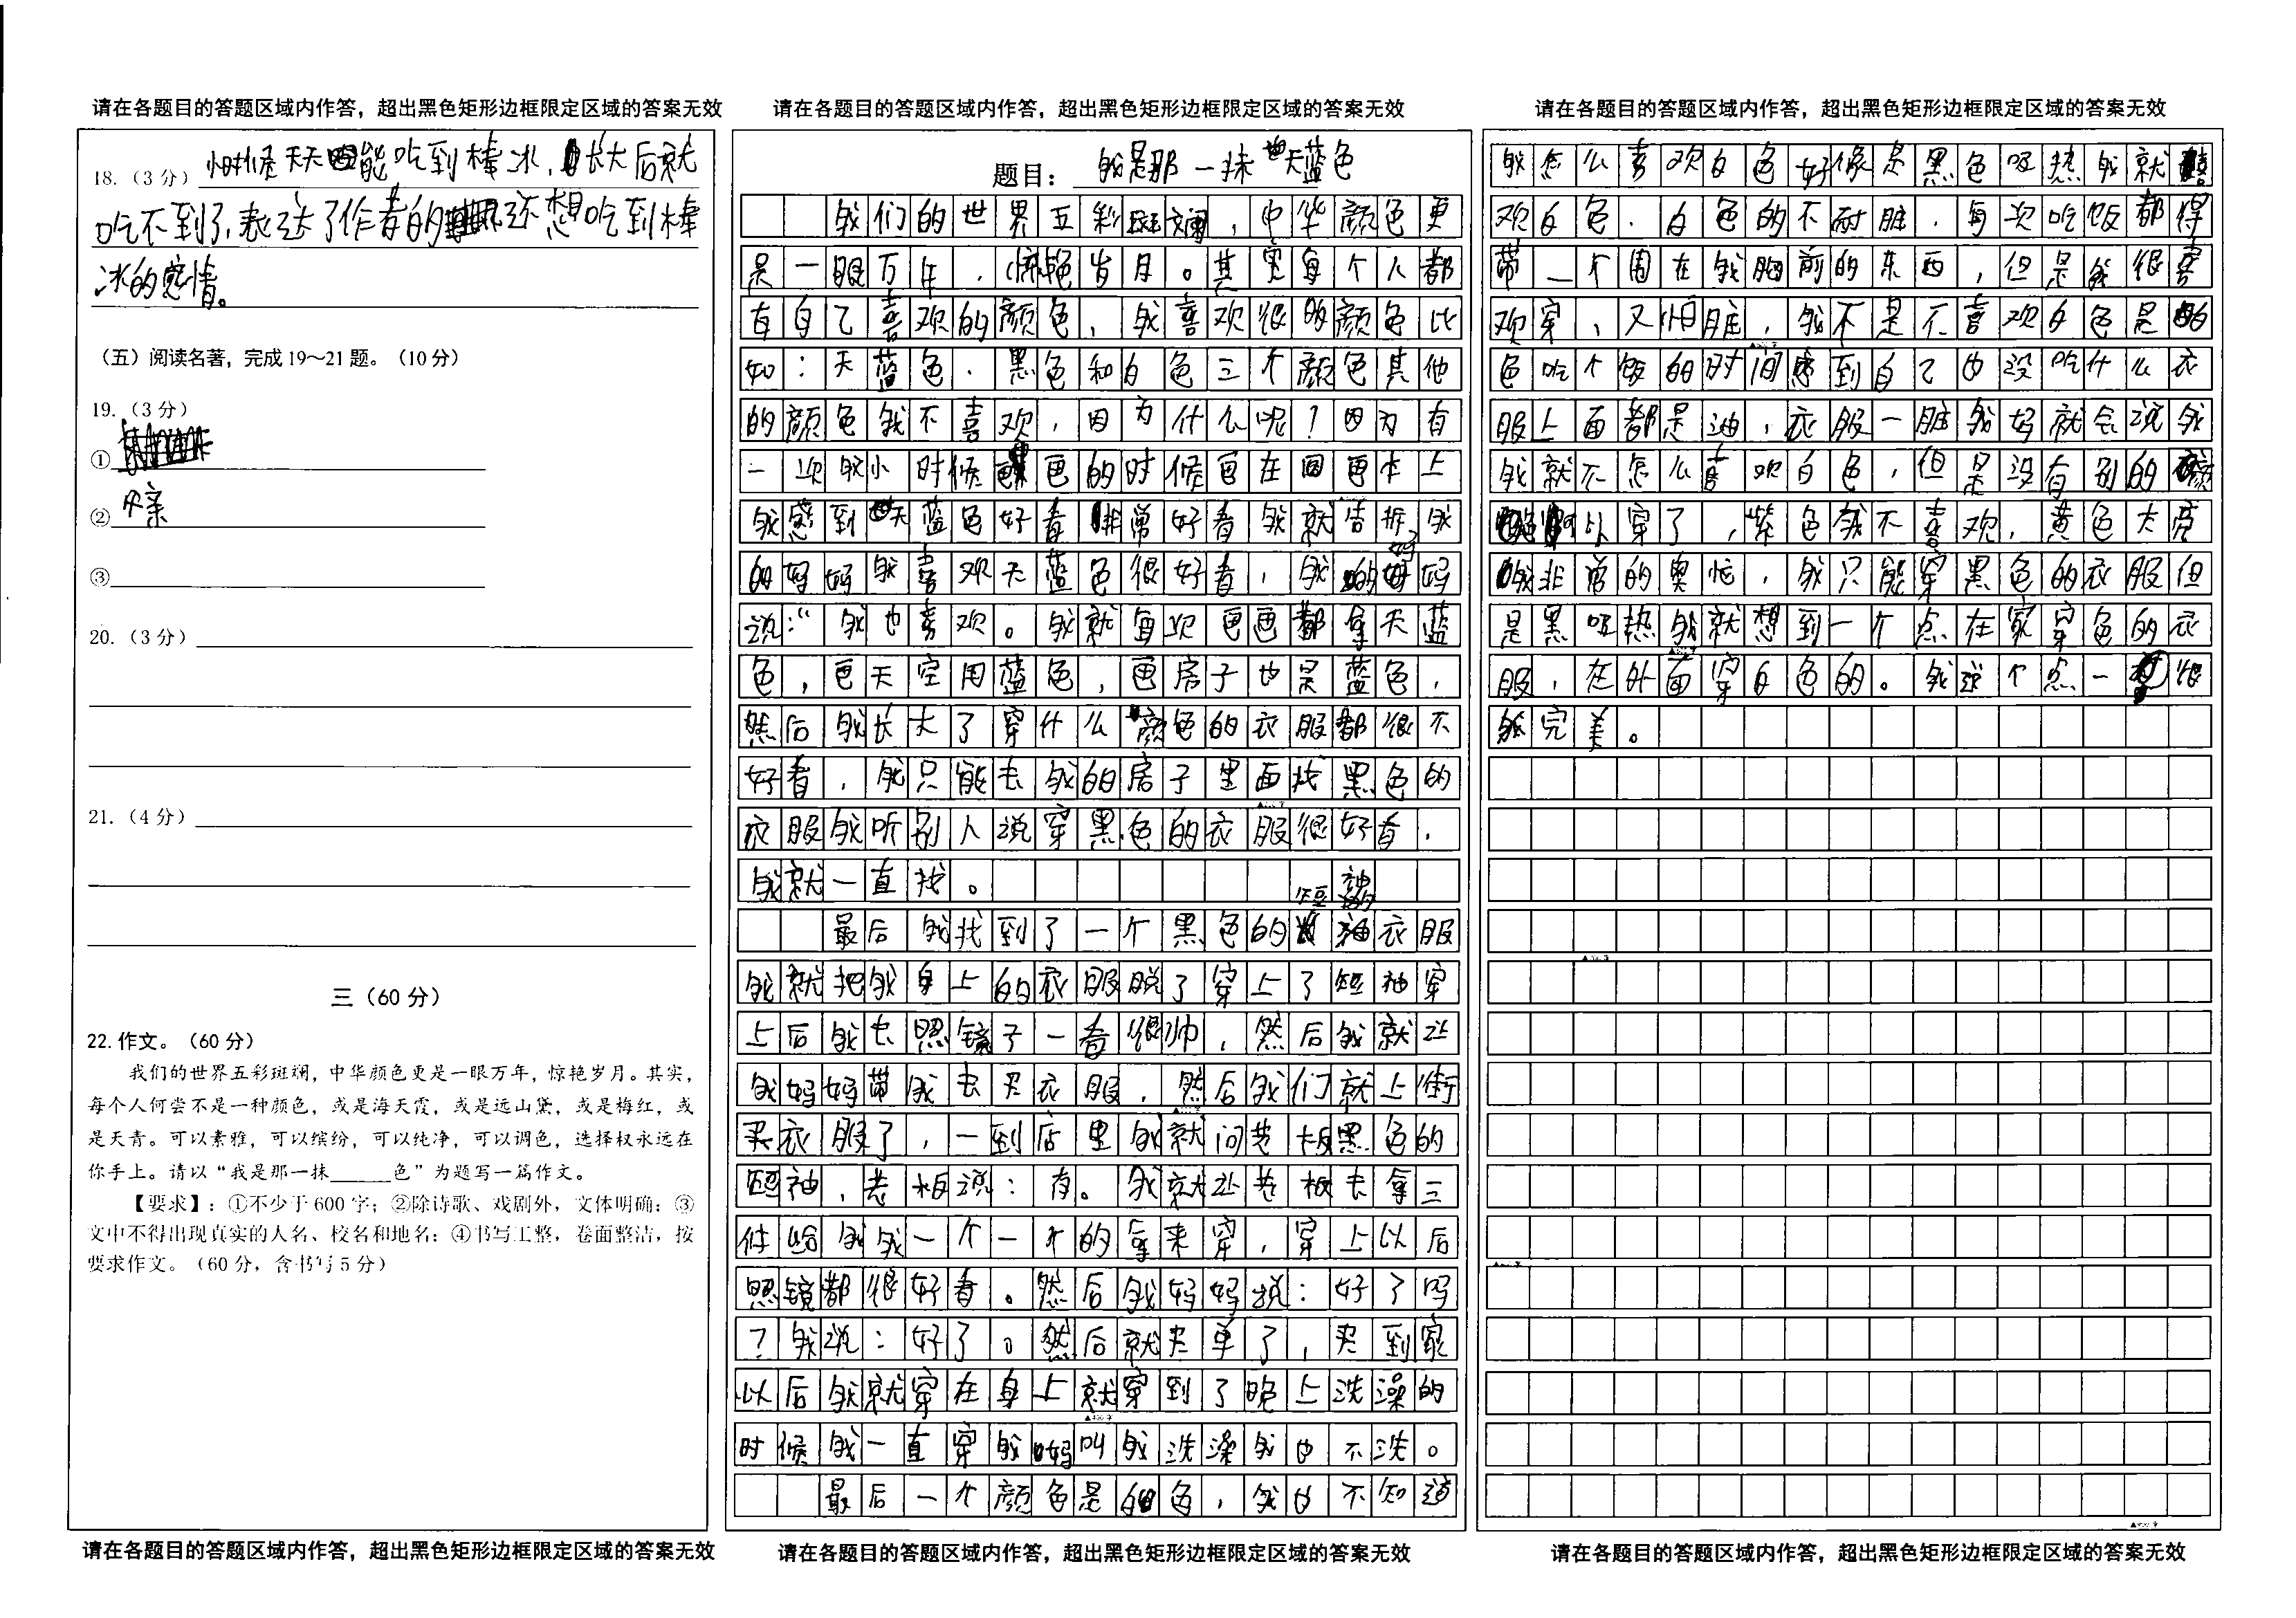 请在各题目的答题区域内作答，超出黑色矩形边框限定区域的答案无效
18.（3 分）小时候天天能吃到棒冰，长大后就
吃不到了，表达了作者的还想吃到棒
冰的感情。
（五）阅读名著，完成19～21 题。（10 分）
19.（3 分）
①
②
③
20.（3 分）
21.（4 分）
三（60 分）
22.作文。（60 分）
我们的世界五彩斑斓，中华颜色更是一眼万年，惊艳岁月。其实，
每个人何尝不是一种颜色，或是海天霞，或是远山黛，或是梅红，或
是天青。可以素雅，可以缤纷，可以纯净，可以调色，选择权永远在
你手上。请以“我是那一抹______色”为题写一篇作文。
【要求】：①不少于 600 字；②除诗歌、戏剧外，文体明确；③
文中不得出现真实的人名、校名和地名；④书写工整，卷面整洁，按
要求作文。（60 分，含书写 5 分）
请在各题目的答题区域内作答，超出黑色矩形边框限定区域的答案无效
请在各题目的答题区域内作答，超出黑色矩形边框限定区域的答案无效
题目：我是那一抹天蓝色
我们的世界五彩斑斓，中华颜色更
是一眼万年，惊艳岁月。其实每个人都
有自己喜欢的颜色，我喜欢很多颜色比
如：天蓝色、黑色和白色三个颜色其他
的颜色我不喜欢，因为什么呢！因为有
一次我小时候画的时候画在画本上
我感到天蓝色好看非常好看我就告诉我
的妈妈我喜欢天蓝色很好看，我的妈妈
说：“我也喜欢。我就每次画画都拿天蓝
色，画天空用蓝色，画房子也是蓝色，
然后我长大了穿什么颜色的衣服都很不
好看，我只能去我的房子里面找黑色的
衣服我听别人说穿黑色的衣服很好看，
我就一直找。
最后我找到了一个黑色的短袖衣服
我就把我身上的衣服脱了穿上了短袖穿
上后我去照镜子一看很帅，然后我就让
我妈妈带我去买衣服，然后我们就上街
买衣服了，一到店里我就问老板黑色的
短袖，老板说：有。我就让老板去拿三
件给我我一个一个的拿来穿，穿上以后
照镜都很好看。然后我妈妈说：好了吗
？我说：好了。然后就买单了，买到家
以后我就穿在身上就穿到了晚上洗澡的
时候我一直穿我妈叫我洗澡我也不洗。
最后一个颜色是白色，我也不知道
请在各题目的答题区域内作答，超出黑色矩形边框限定区域的答案无效
请在各题目的答题区域内作答，超出黑色矩形边框限定区域的答案无效
我怎么喜欢白色好像是黑色吸热我就喜
欢白色，白色的不耐脏，每次吃饭都得
带一个围在我胸前的东西，但是我很喜
欢穿，又怕脏，我不是不喜欢白色是白
色吃个饭的时间感到自己也没吃什么衣
服上面都是油，衣服一脏我妈就会说我
我就不怎么喜欢白色，但是没有别的颜
以穿了，紫色我不喜欢，黄色太亮
我非常的奥忙，我只能穿黑色的衣服但
是黑吸热我就想到一个点在家穿色的衣
服，在外面穿白色的。我这个点一很
完美。
请在各题目的答题区域内作答，超出黑色矩形边框限定区域的答案无效